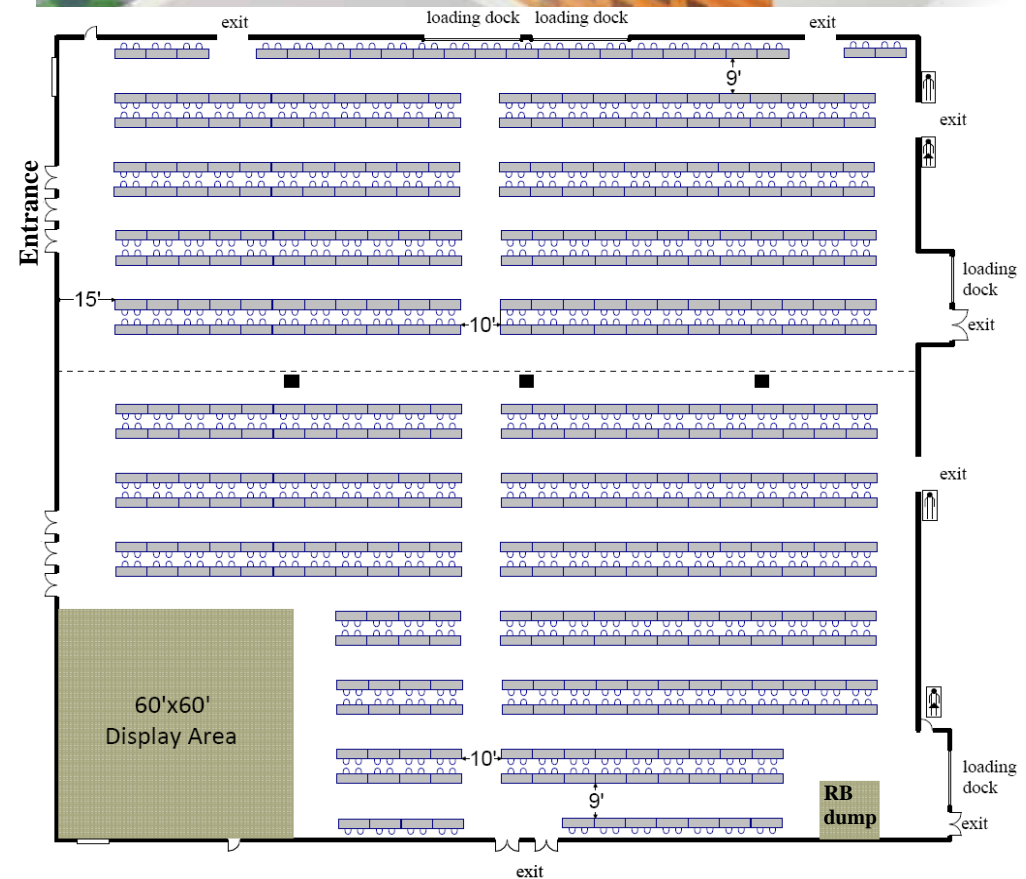 exit
loading dock
loading dock
exit
9'
exit
Entrance
loading
dock
15'
10'
exit
exit
60'x60'
Display Area
10'
9'
RB
dump
loading
dock
exit
exit